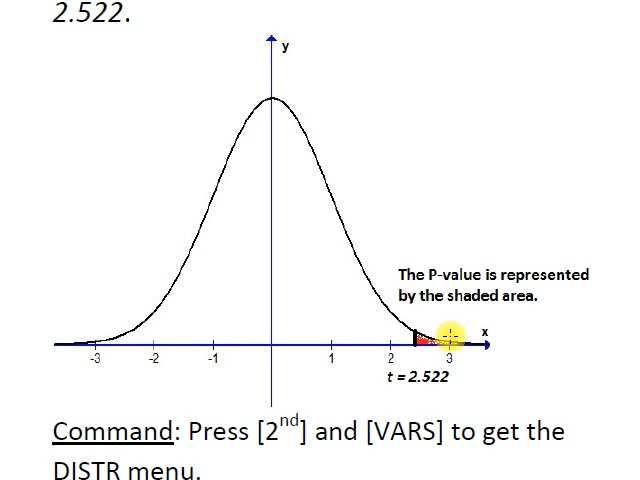 2.522.
y
The P-value is represented
by the shaded area.
x
-3 -2 -1 1 2 3
t = 2.522
Command: Press [2nd] and [VARS] to get the
DISTR menu.